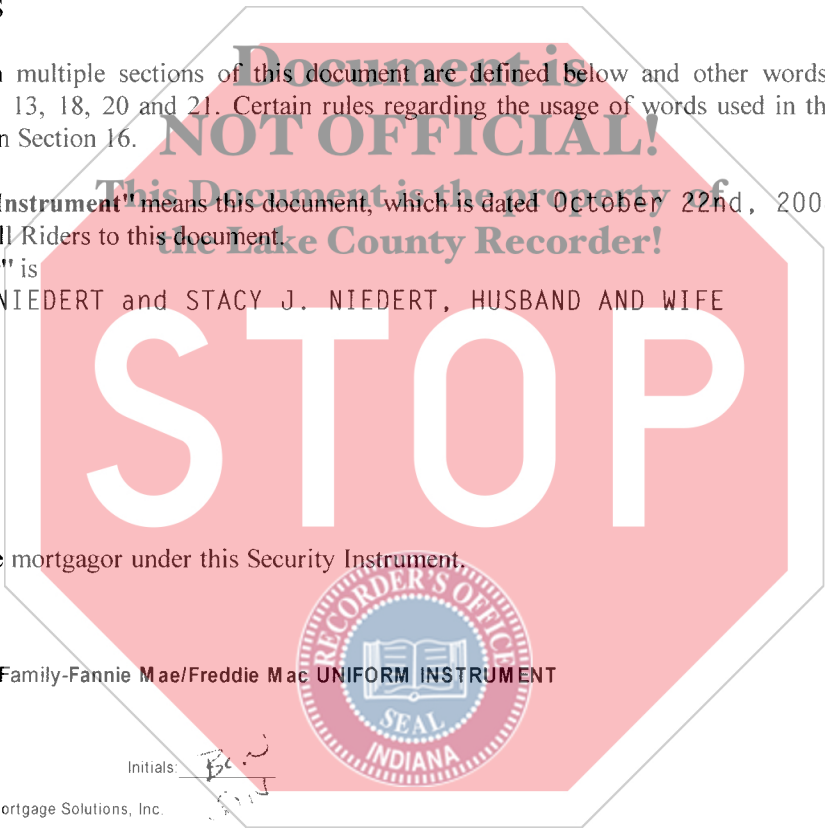 S
Document is
multiple sections of this document are defined below and other words
13, 18, 20 and 21. Certain rules regarding the usage of words used in th
n Section 16.
NOT OFFICIAL!
This Document is the property of
Instrument" means this document, which is dated October 22nd, 200
ll Riders to this document.
the Lake County Recorder!
" is
NIEDERT and STACY J. NIEDERT, HUSBAND AND WIFE
STOP
e mortgagor under this Security Instrument.
RECORDER'S OFFICE
Family-Fannie Mae/Freddie Mac UNIFORM INSTRUMENT
SEAL
INDIANA
Initials:
ortgage Solutions, Inc.